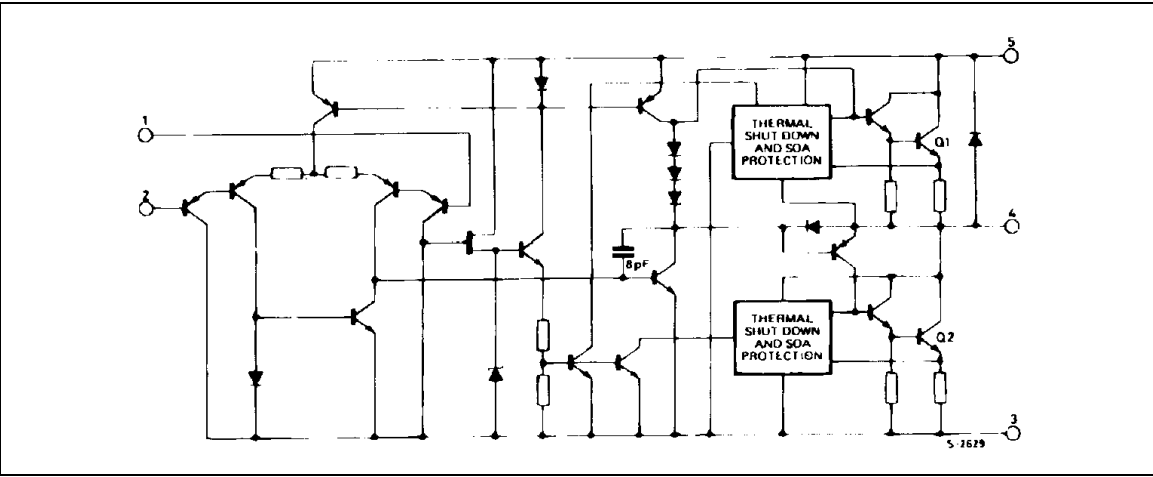 5
1
THERMAL
SHUT DOWN
AND SOA
PROTECTION
Q1
2
4
8pF
THERMAL
SHUT DOWN
AND SOA
PROTECTION
Q2
3
S-2629